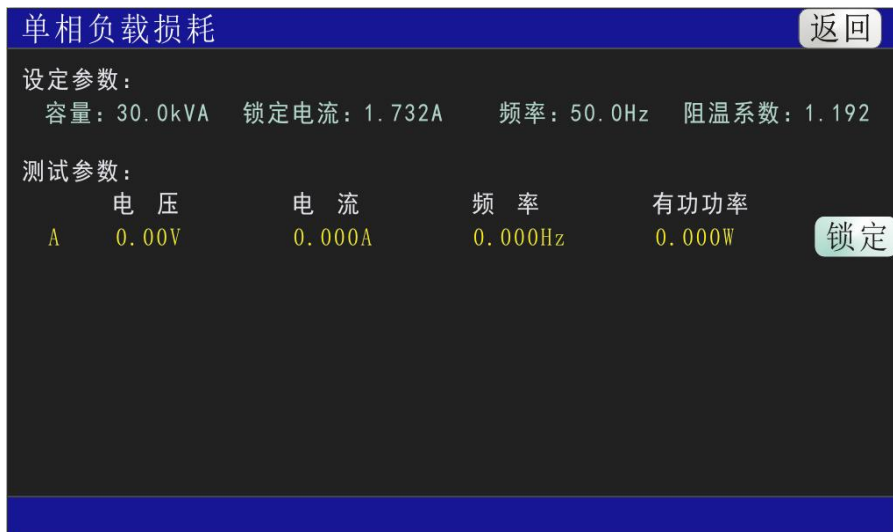 单相负载损耗 返回
设定参数：
容量：30.0kVA 锁定电流：1.732A 频率：50.0Hz 阻温系数：1.192
测试参数：
电 压 电 流 频 率 有功功率
A 0.00V 0.000A 0.000Hz 0.000W 锁定